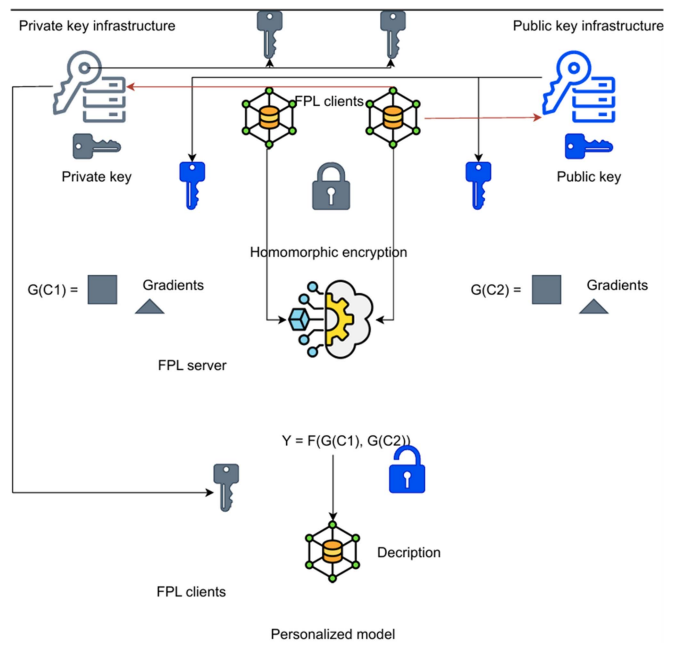 Private key infrastructure
Public key infrastructure
FPL clients
Private key
Public key
Homomorphic encryption
G(C1) =
Gradients
G(C2) =
Gradients
FPL server
Y = F(G(C1), G(C2))
Decription
FPL clients
Personalized model